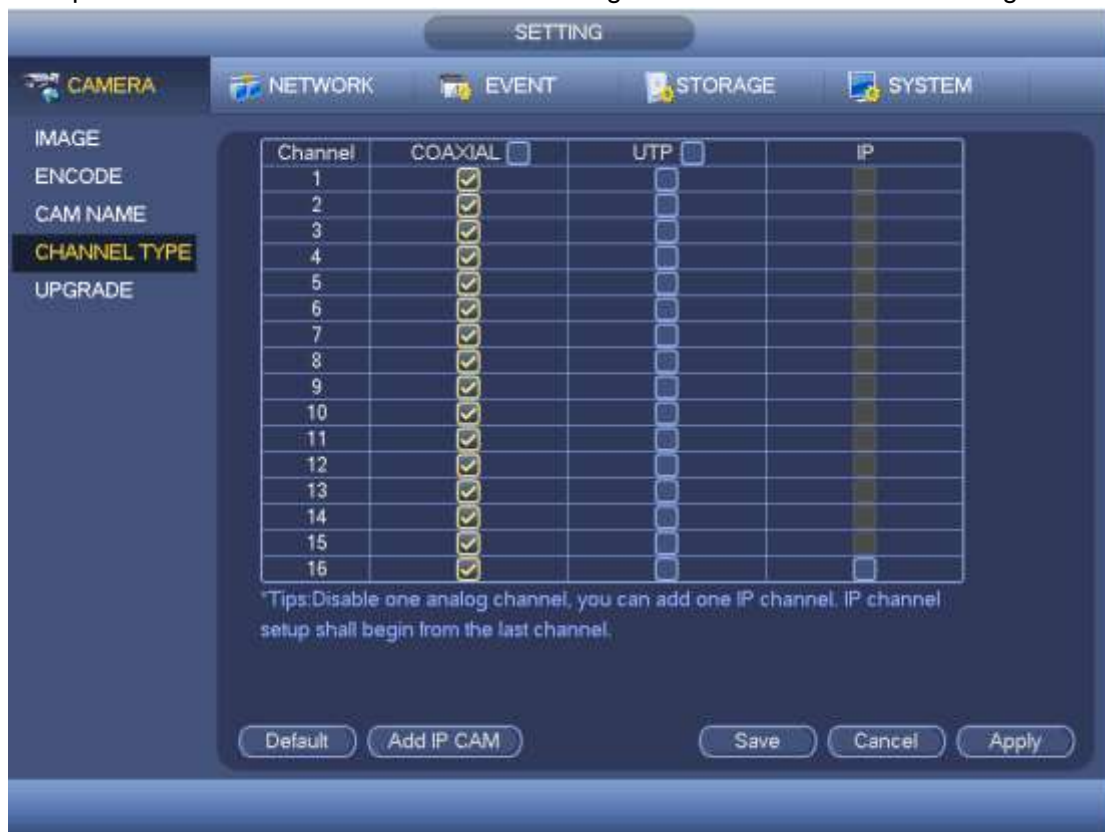 SETTING
CAMERA NETWORK EVENT STORAGE SYSTEM
IMAGE
ENCODE
CAM NAME
CHANNEL TYPE
UPGRADE
Channel COAXIAL UTP IP
1
2
3
4
5
6
7
8
9
10
11
12
13
14
15
16
*Tips:Disable one analog channel, you can add one IP channel. IP channel
setup shall begin from the last channel.
Default Add IP CAM Save Cancel Apply